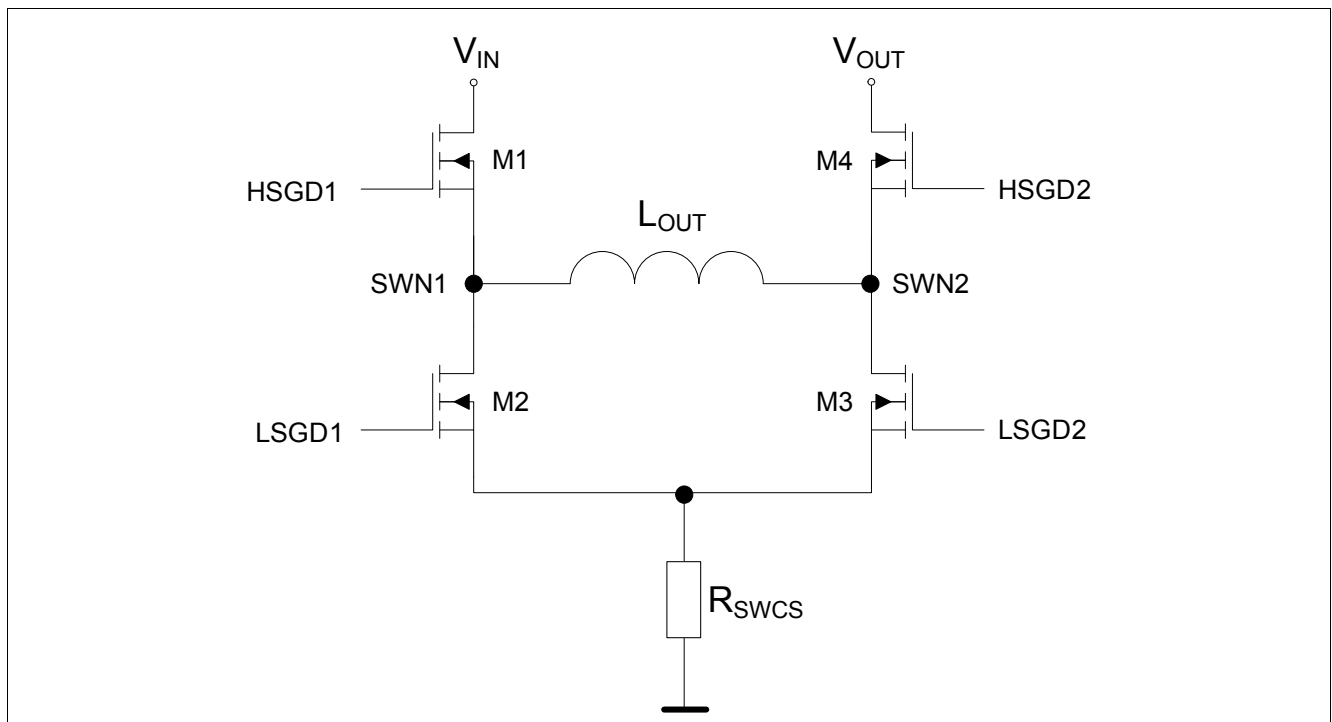 VIN
VOUT
M1
M4
HSGD1
HSGD2
LOUT
SWN1
SWN2
M2
M3
LSGD1
LSGD2
RSWCS